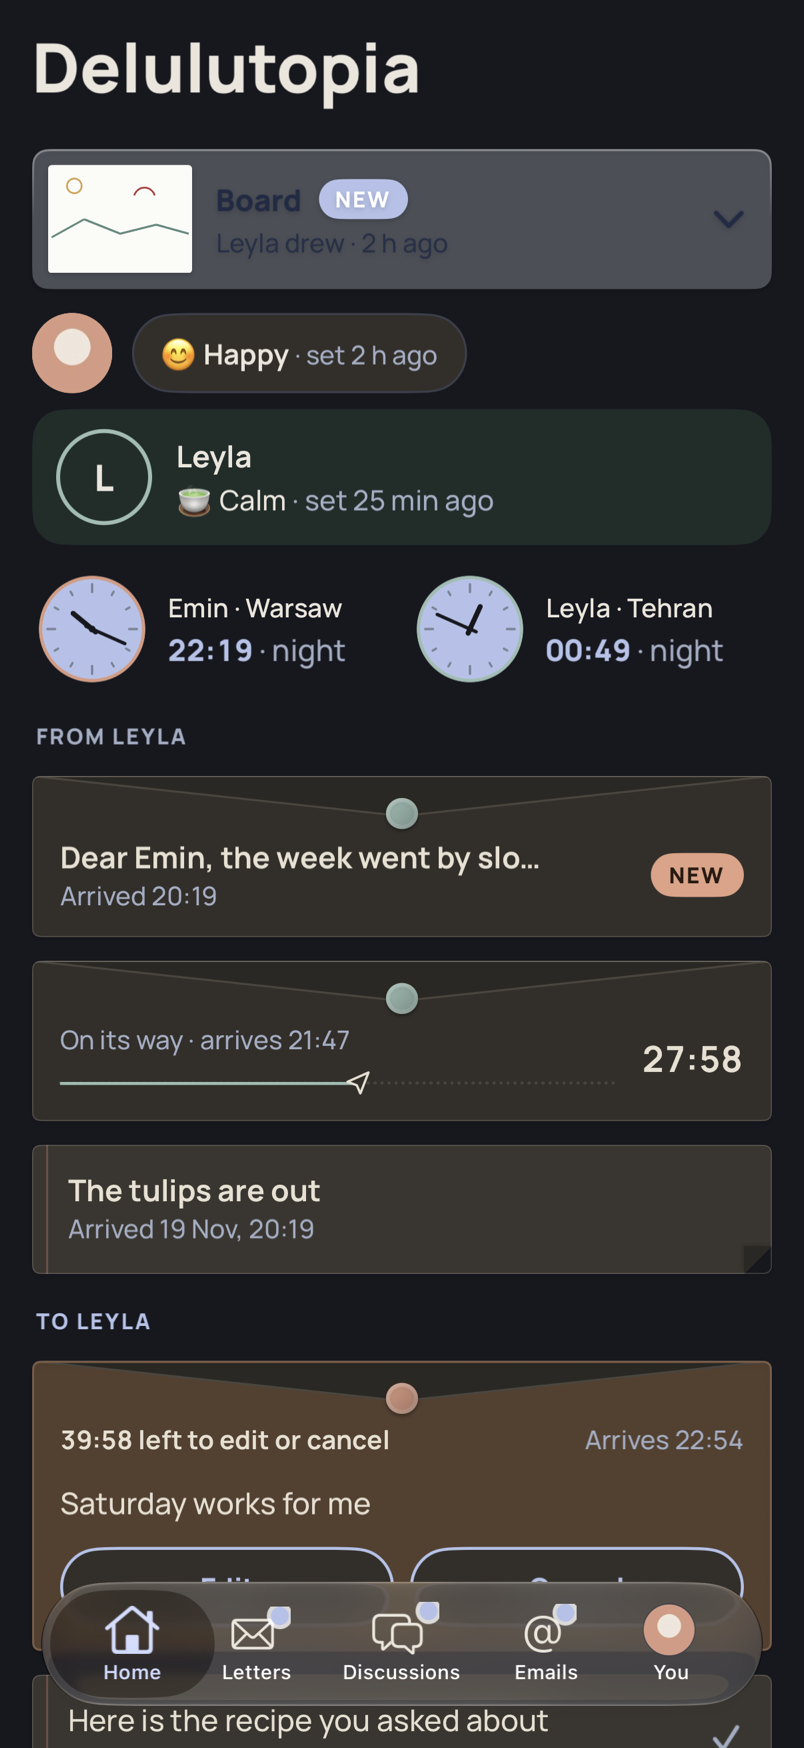 Delulutopia
Board NEW
Leyla drew · 2 h ago
😊 Happy · set 2 h ago
L
Leyla
🍵 Calm · set 25 min ago
Emin · Warsaw
22:19 · night
Leyla · Tehran
00:49 · night
FROM LEYLA
Dear Emin, the week went by slo...
Arrived 20:19
NEW
On its way · arrives 21:47
27:58
The tulips are out
Arrived 19 Nov, 20:19
TO LEYLA
39:58 left to edit or cancel
Arrives 22:54
Saturday works for me
Home
Letters
Discussions
Emails
You
Here is the recipe you asked about